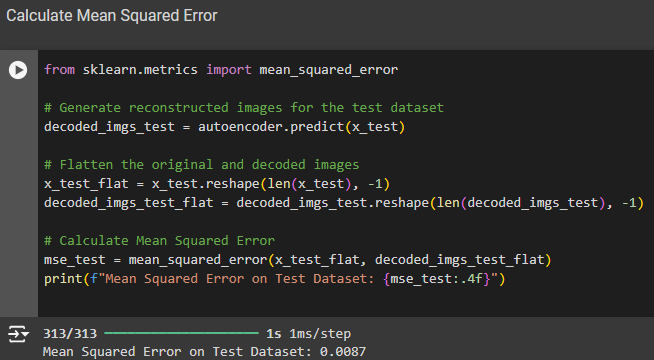 Calculate Mean Squared Error
from sklearn.metrics import mean_squared_error
# Generate reconstructed images for the test dataset
decoded_imgs_test = autoencoder.predict(x_test)
# Flatten the original and decoded images
x_test_flat = x_test.reshape(len(x_test), -1)
decoded_imgs_test_flat = decoded_imgs_test.reshape(len(decoded_imgs_test), -1)
# Calculate Mean Squared Error
mse_test = mean_squared_error(x_test_flat, decoded_imgs_test_flat)
print(f"Mean Squared Error on Test Dataset: {mse_test:.4f}")
313/313 ━━━━━━━━━━━━━━━━━━━━ 1s 1ms/step
Mean Squared Error on Test Dataset: 0.0087